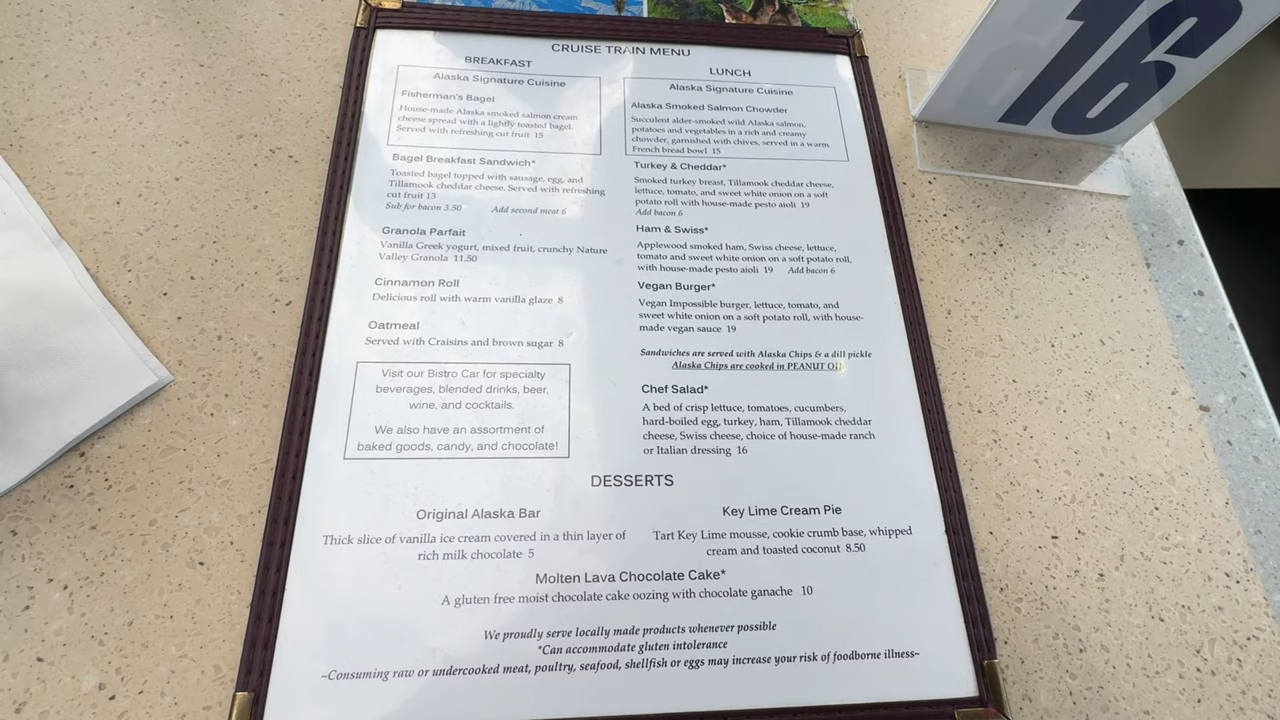 CRUISE TRAIN MENU
BREAKFAST
Alaska Signature Cuisine
Fisherman's Bagel
House-made Alaska smoked salmon cream
cheese spread with a lightly toasted bagel.
Served with refreshing cut fruit 15
Bagel Breakfast Sandwich*
Toasted bagel topped with sausage, egg, and
Tillamook cheddar cheese. Served with refreshing
cut fruit 13
Sub for bacon 3.50 Add second meat 6
Granola Parfait
Vanilla Greek yogurt, mixed fruit, crunchy Nature
Valley Granola 11.50
Cinnamon Roll
Delicious roll with warm vanilla glaze 8
Oatmeal
Served with Craisins and brown sugar 8
Visit our Bistro Car for specialty
beverages, blended drinks, beer,
wine, and cocktails.
We also have an assortment of
baked goods, candy, and chocolate!
LUNCH
Alaska Signature Cuisine
Alaska Smoked Salmon Chowder
Succulent alder-smoked wild Alaska salmon,
potatoes and vegetables in a rich and creamy
chowder, garnished with chives, served in a warm
French bread bowl 15
Turkey & Cheddar*
Smoked turkey breast, Tillamook cheddar cheese,
lettuce, tomato, and sweet white onion on a soft
potato roll with house-made pesto aioli 19
Add bacon 6
Ham & Swiss*
Applewood smoked ham, Swiss cheese, lettuce,
tomato and sweet white onion on a soft potato roll,
with house-made pesto aioli 19 Add bacon 6
Vegan Burger*
Vegan Impossible burger, lettuce, tomato, and
sweet white onion on a soft potato roll, with house-
made vegan sauce 19
Sandwiches are served with Alaska Chips & a dill pickle
Alaska Chips are cooked in PEANUT OIL
Chef Salad*
A bed of crisp lettuce, tomatoes, cucumbers,
hard-boiled egg, turkey, ham, Tillamook cheddar
cheese, Swiss cheese, choice of house-made ranch
or Italian dressing 16
DESSERTS
Original Alaska Bar
Thick slice of vanilla ice cream covered in a thin layer of
rich milk chocolate 5
Key Lime Cream Pie
Tart Key Lime mousse, cookie crumb base, whipped
cream and toasted coconut 8.50
Molten Lava Chocolate Cake*
A gluten free moist chocolate cake oozing with chocolate ganache 10
We proudly serve locally made products whenever possible
*Can accommodate gluten intolerance
~Consuming raw or undercooked meat, poultry, seafood, shellfish or eggs may increase your risk of foodborne illness~
16